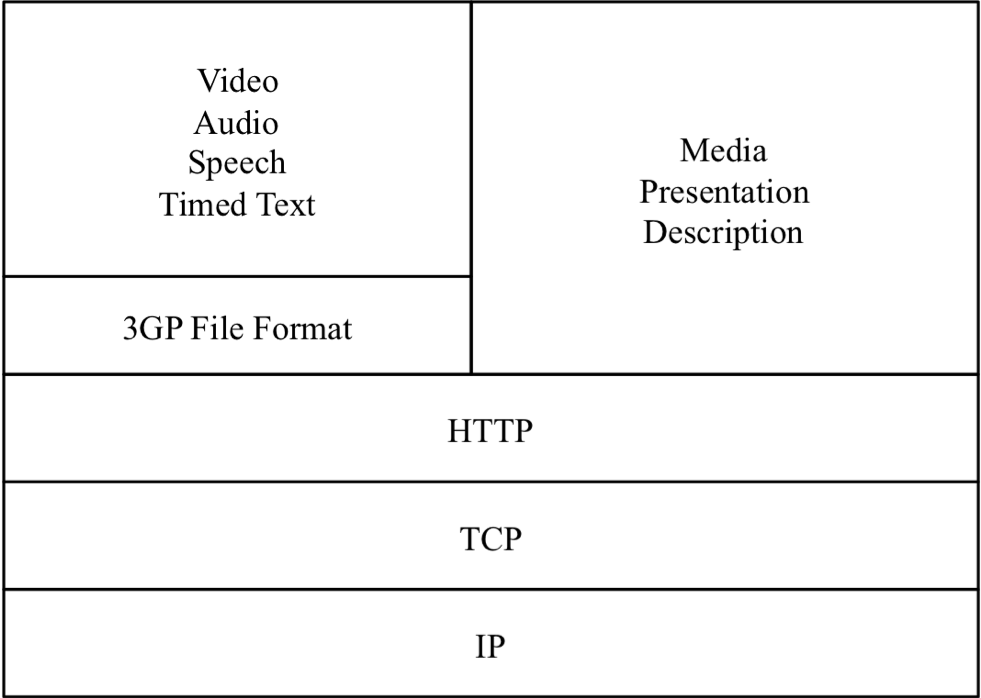 Video
Audio
Speech
Timed Text
Media
Presentation
Description
3GP File Format
HTTP
TCP
IP